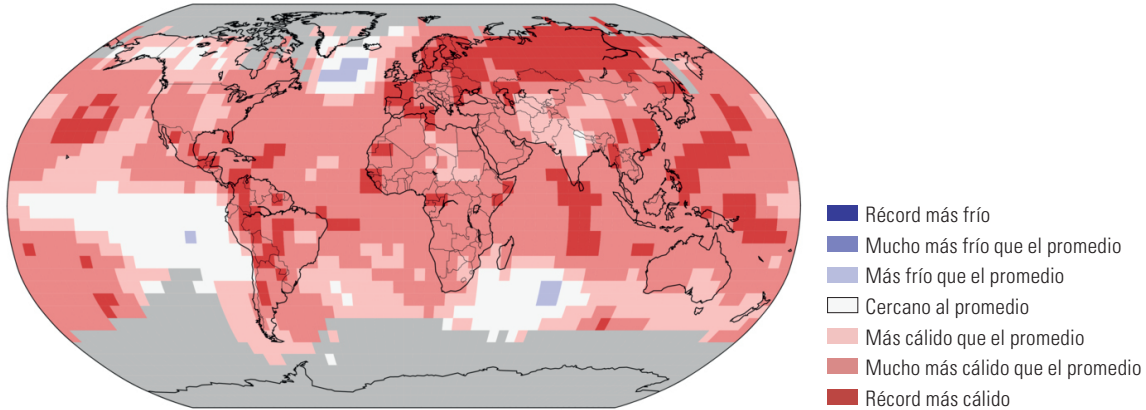 Récord más frío
Mucho más frío que el promedio
Más frío que el promedio
Cercano al promedio
Más cálido que el promedio
Mucho más cálido que el promedio
Récord más cálido